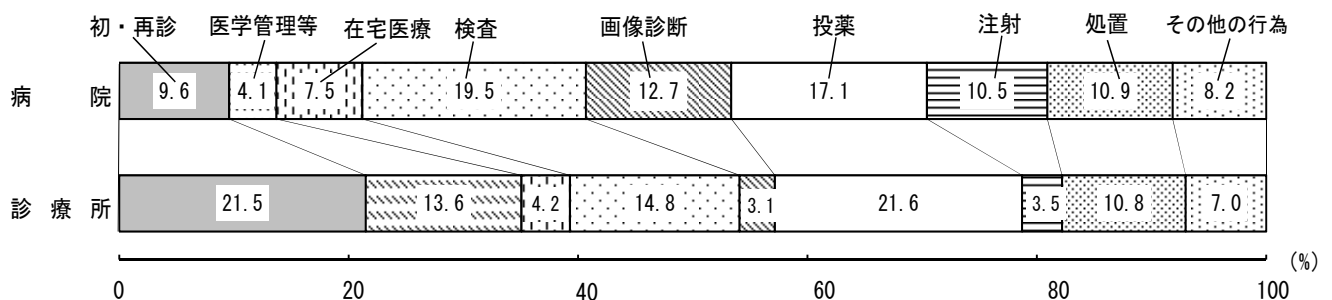 初・再診 医学管理等 在宅医療 検査 画像診断 投薬 注射 処置 その他の行為
病院 9.6 4.1 7.5 19.5 12.7 17.1 10.5 10.9 8.2
診療所 21.5 13.6 4.2 14.8 3.1 21.6 3.5 10.8 7.0
(%)
0 20 40 60 80 100